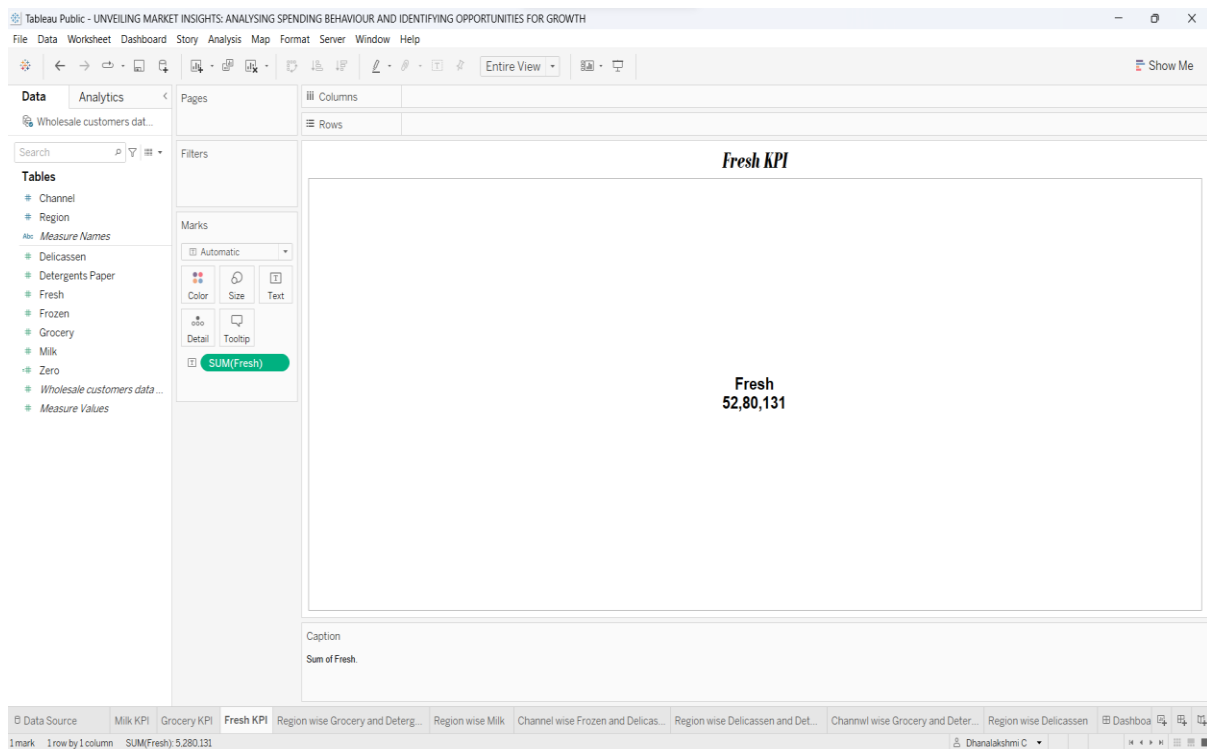 Tableau Public - UNVEILING MARKET INSIGHTS: ANALYSING SPENDING BEHAVIOUR AND IDENTIFYING OPPORTUNITIES FOR GROWTH
File Data Worksheet Dashboard Story Analysis Map Format Server Window Help
Entire View
Show Me
Data Analytics
Wholesale customers dat...
Search
Tables
Channel
Region
Abc Measure Names
Delicassen
Detergents Paper
Fresh
Frozen
Grocery
Milk
Zero
Wholesale customers data ...
Measure Values
Pages
Filters
Marks
Automatic
Color Size Text
Detail Tooltip
SUM(Fresh)
Columns
Rows
Fresh KPI
Fresh
52,80,131
Caption
Sum of Fresh.
Data Source Milk KPI Grocery KPI Fresh KPI Region wise Grocery and Deterg... Region wise Milk Channel wise Frozen and Delicas... Region wise Delicassen and Det... Channwl wise Grocery and Deter... Region wise Delicassen Dashboa
1 mark 1 row by 1 column SUM(Fresh): 5,280,131 Dhanalakshmi C